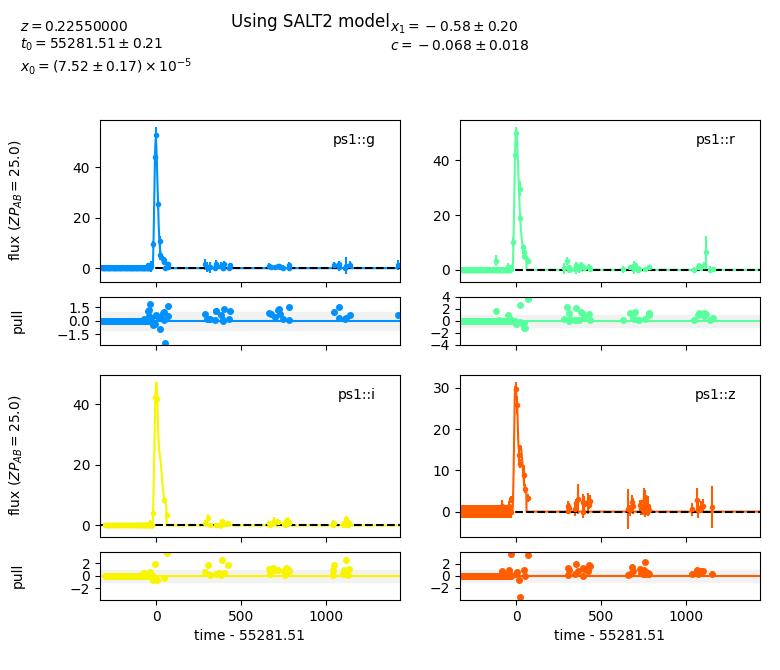 Using SALT2 model
z = 0.22550000
t₀ = 55281.51 ± 0.21
x₀ = (7.52 ± 0.17) × 10⁻⁵
x₁ = −0.58 ± 0.20
c = −0.068 ± 0.018
flux (ZP_AB = 25.0)
40
20
0
ps1::g
40
20
0
ps1::r
pull
1.5
0.0
−1.5
4
2
0
−2
−4
flux (ZP_AB = 25.0)
40
20
0
ps1::i
30
20
10
0
ps1::z
pull
2
0
−2
2
0
−2
0 500 1000
time - 55281.51
0 500 1000
time - 55281.51